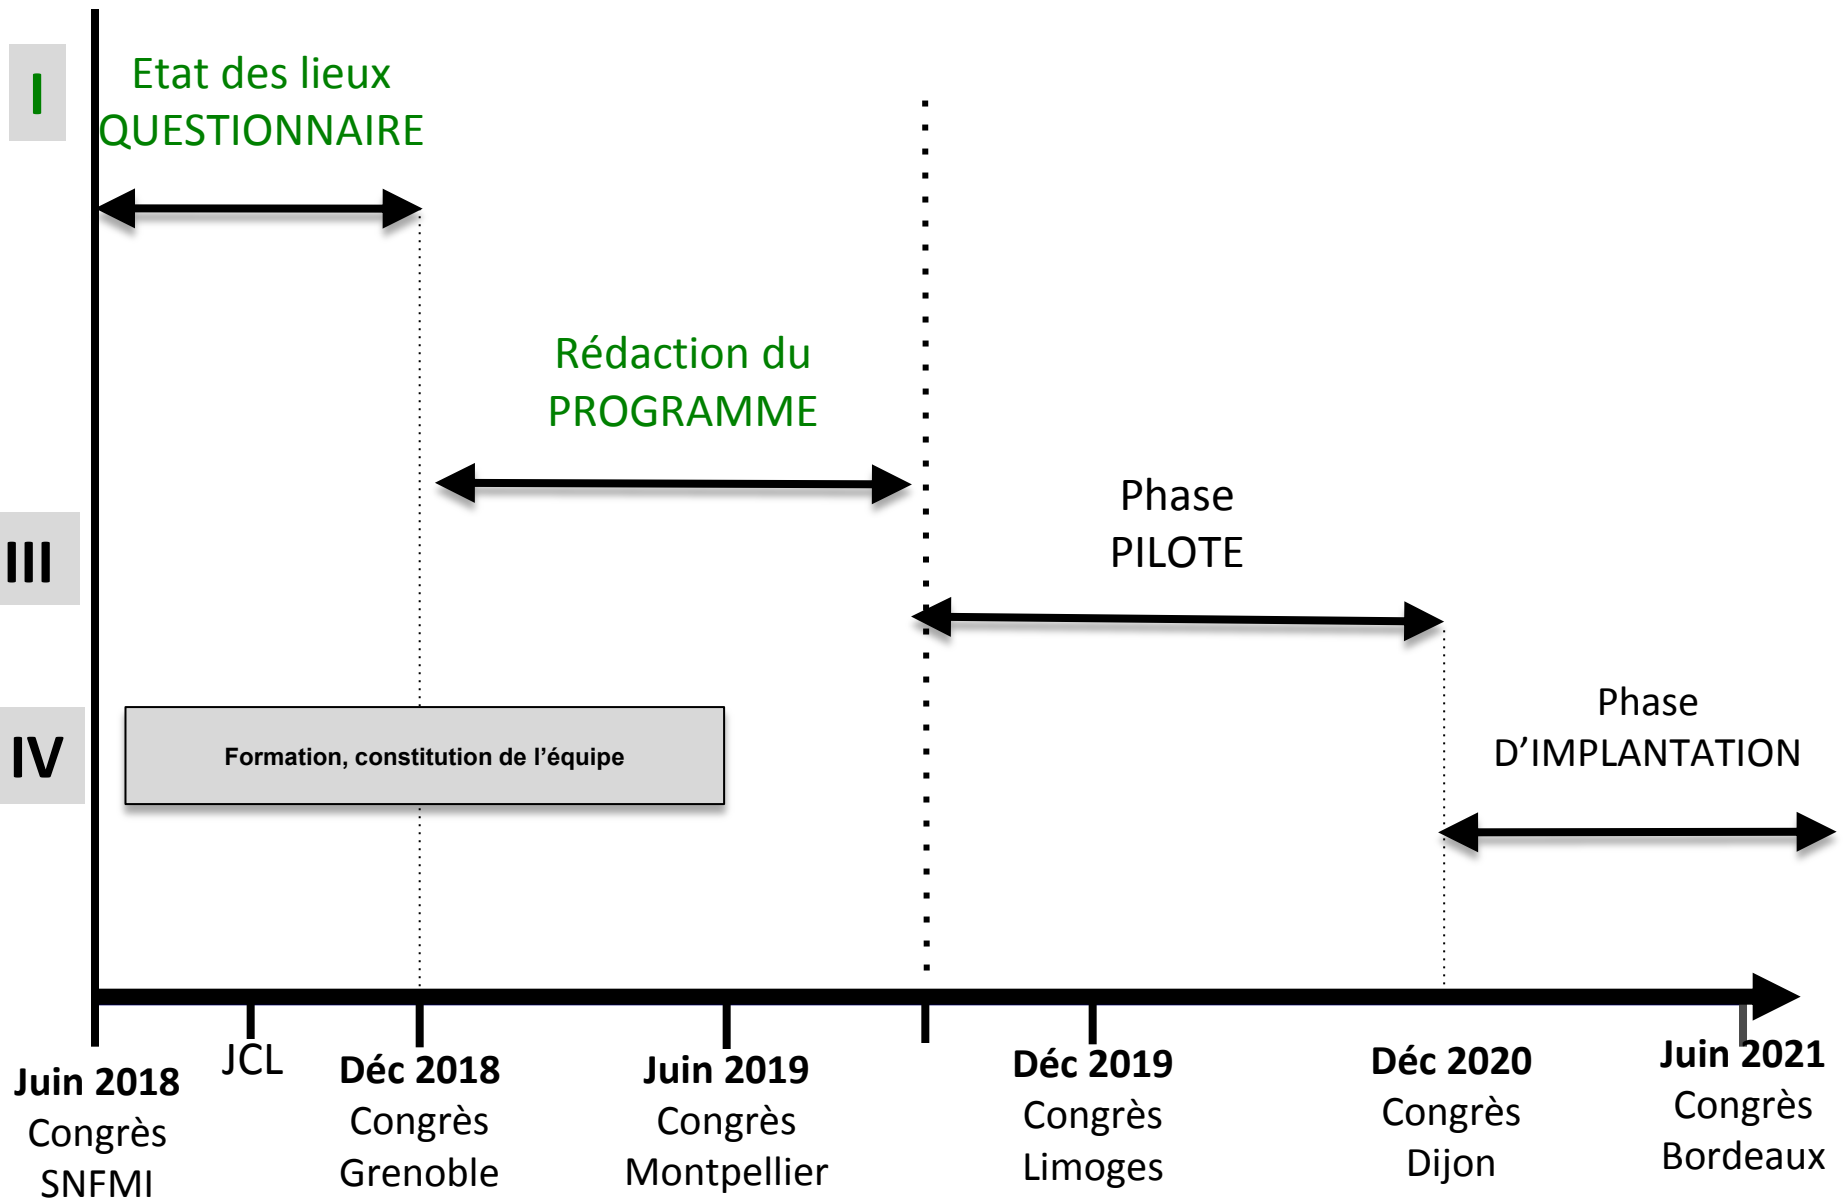 I
Etat des lieux
QUESTIONNAIRE
Rédaction du
PROGRAMME
III
Phase
PILOTE
IV
Formation, constitution de l’équipe
Phase
D’IMPLANTATION
Juin 2018
Congrès
SNFMI
JCL
Déc 2018
Congrès
Grenoble
Juin 2019
Congrès
Montpellier
Déc 2019
Congrès
Limoges
Déc 2020
Congrès
Dijon
Juin 2021
Congrès
Bordeaux